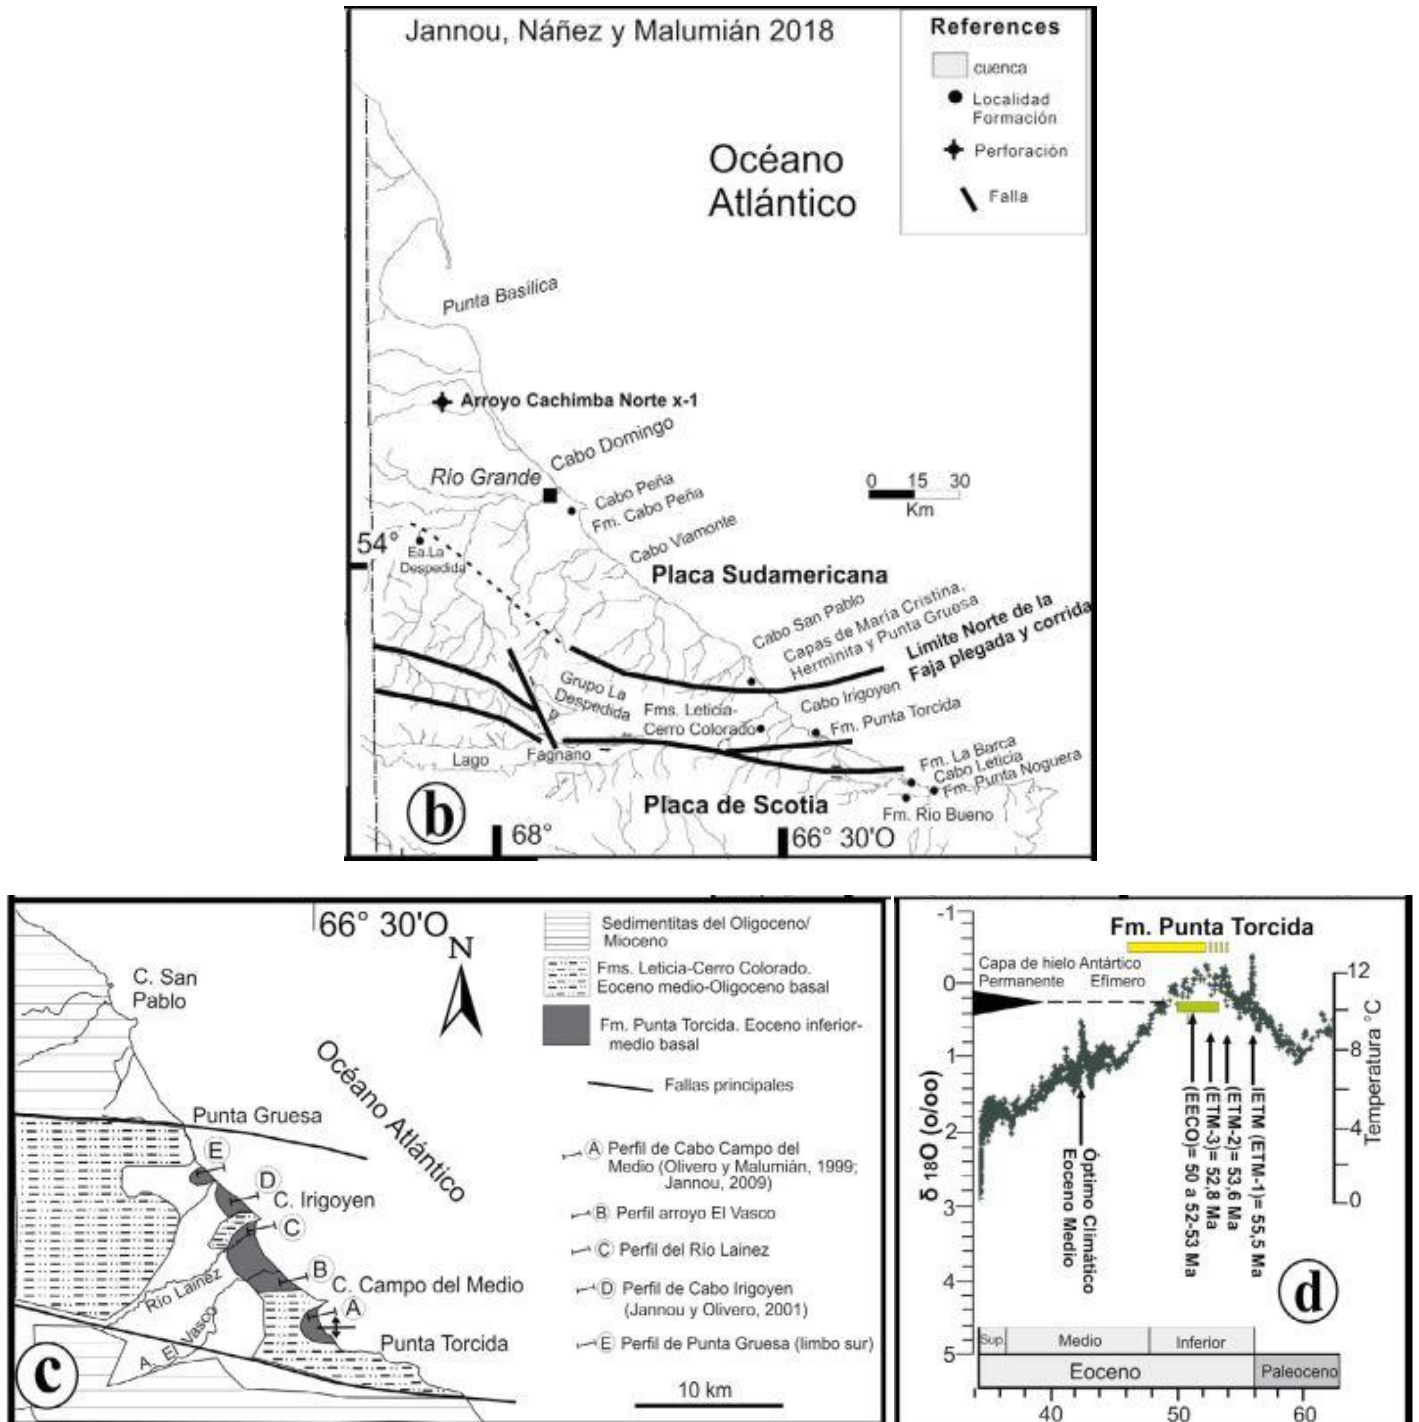 Jannou, Náñez y Malumián 2018
References
cuenca
Localidad
Formación
Perforación
Falla
Océano
Atlántico
Punta Basílica
Arroyo Cachimba Norte x-1
Cabo Domingo
Río Grande
Cabo Peña
Fm. Cabo Peña
0 15 30
Km
Cabo Viamonte
54°
Ea.La
Despedida
Placa Sudamericana
Cabo San Pablo
Capas de María Cristina,
Herminita y Punta Gruesa
Límite Norte de la
Faja plegada y corrida
Grupo La
Despedida
Fms. Leticia-
Cerro Colorado
Cabo Irigoyen
Fm. Punta Torcida
Lago
Fagnano
Fm. La Barca
Cabo Leticia
Fm. Punta Noguera
Placa de Scotia
Fm. Río Bueno
b
68°
66° 30'O
66° 30'O
N
C. San
Pablo
Océano Atlántico
Punta Gruesa
E
D
C. Irigoyen
C
B
C. Campo del Medio
A
Río Laínez
A. El Vasco
Punta Torcida
c
Sedimentitas del Oligoceno/
Mioceno
Fms. Leticia-Cerro Colorado.
Eoceno medio-Oligoceno basal
Fm. Punta Torcida. Eoceno inferior-
medio basal
Fallas principales
A Perfil de Cabo Campo del
Medio (Olivero y Malumián, 1999;
Jannou, 2009)
B Perfil arroyo El Vasco
C Perfil del Río Laínez
D Perfil de Cabo Irigoyen
(Jannou y Olivero, 2001)
E Perfil de Punta Gruesa (limbo sur)
10 km
Fm. Punta Torcida
Capa de hielo Antártico
Permanente Efímero
-1
0
1
2
3
4
5
δ 18O (o/oo)
12
8
4
0
Temperatura °C
Óptimo Climático
Eoceno Medio
(EECO)= 50 a 52-53 Ma
(ETM-3)= 52,8 Ma
(ETM-2)= 53,6 Ma
IETM (ETM-1)= 55,5 Ma
d
Sup. Medio Inferior
Eoceno Paleoceno
40 50 60